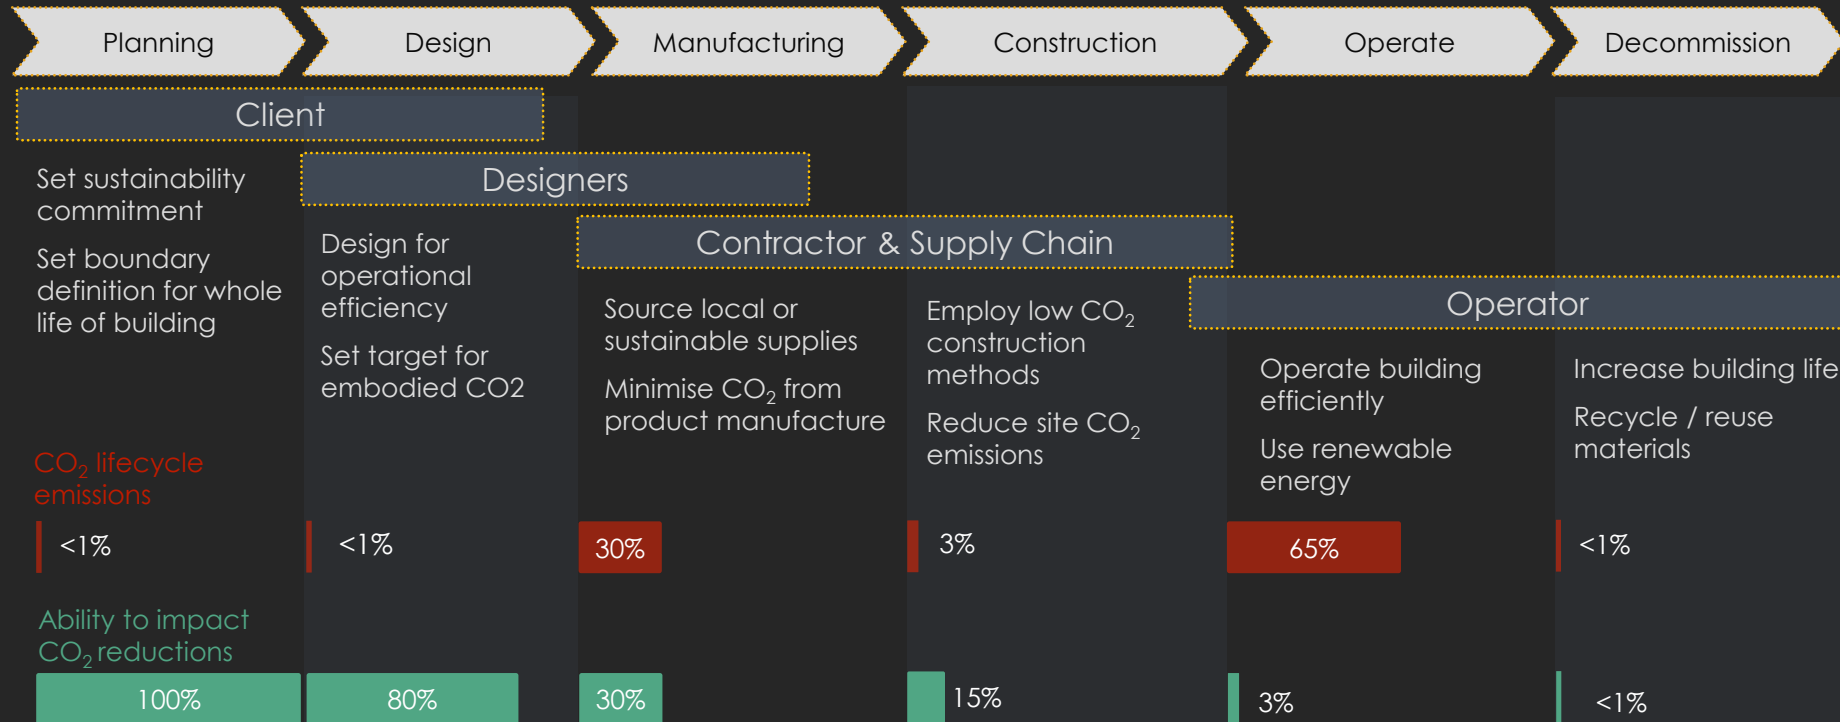 Planning
Design
Manufacturing
Construction
Operate
Decommission
Client
Set sustainability
commitment
Set boundary
definition for whole
life of building
Designers
Design for
operational
efficiency
Set target for
embodied CO2
Contractor & Supply Chain
Source local or
sustainable supplies
Minimise CO₂ from
product manufacture
Employ low CO₂
construction
methods
Reduce site CO₂
emissions
Operator
Operate building
efficiently
Use renewable
energy
Increase building life
Recycle / reuse
materials
CO₂ lifecycle
emissions
<1%
<1%
30%
3%
65%
<1%
Ability to impact
CO₂ reductions
100%
80%
30%
15%
3%
<1%